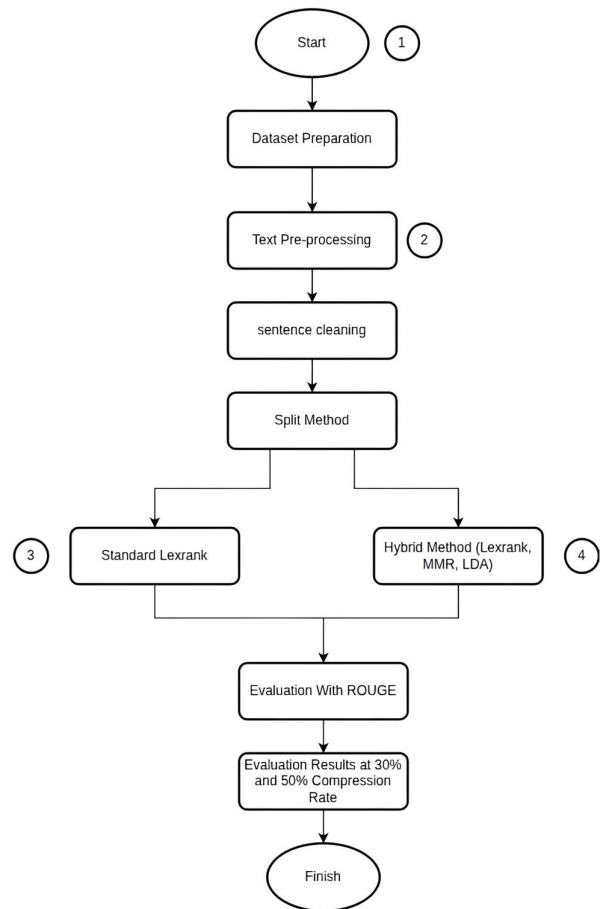 Start
1
Dataset Preparation
Text Pre-processing
2
sentence cleaning
Split Method
3
Standard Lexrank
Hybrid Method (Lexrank,
MMR, LDA)
4
Evaluation With ROUGE
Evaluation Results at 30%
and 50% Compression
Rate
Finish